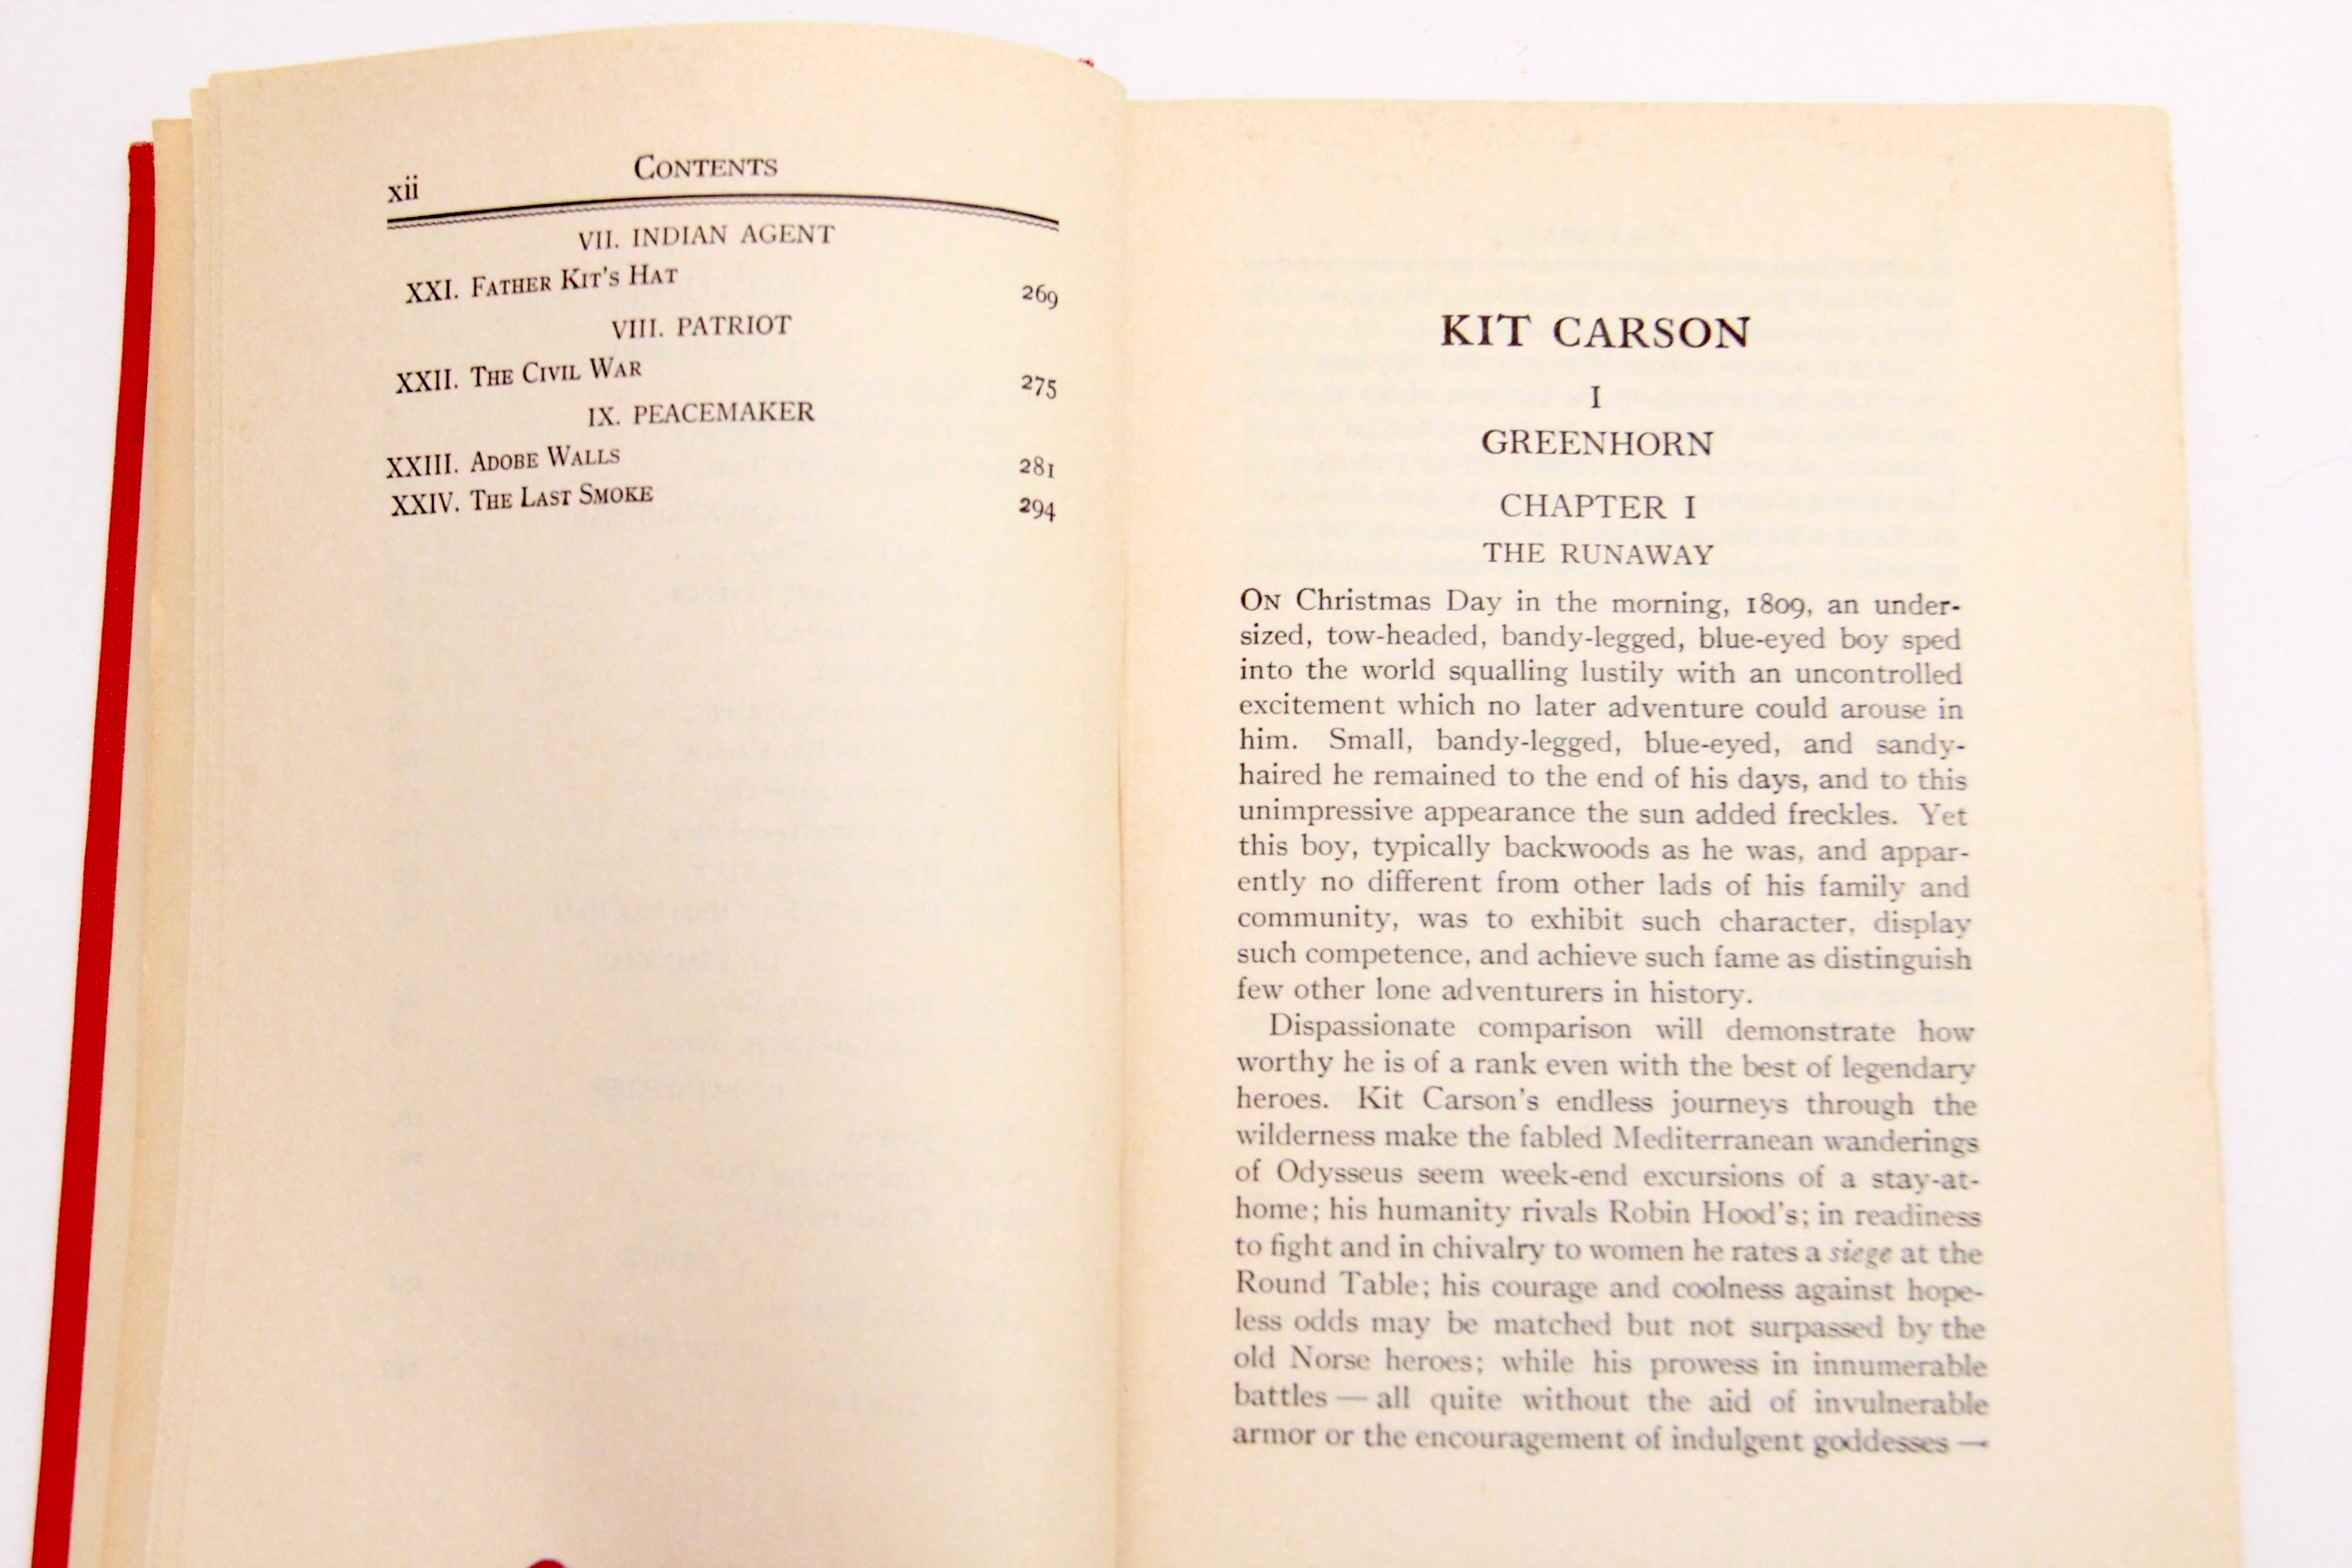 xii
CONTENTS
VII. INDIAN AGENT
XXI. FATHER KIT'S HAT 269
VIII. PATRIOT
XXII. THE CIVIL WAR 275
IX. PEACEMAKER
XXIII. ADOBE WALLS 281
XXIV. THE LAST SMOKE 294
KIT CARSON
I
GREENHORN
CHAPTER I
THE RUNAWAY
ON Christmas Day in the morning, 1809, an under-
sized, tow-headed, bandy-legged, blue-eyed boy sped
into the world squalling lustily with an uncontrolled
excitement which no later adventure could arouse in
him. Small, bandy-legged, blue-eyed, and sandy-
haired he remained to the end of his days, and to this
unimpressive appearance the sun added freckles. Yet
this boy, typically backwoods as he was, and appar-
ently no different from other lads of his family and
community, was to exhibit such character, display
such competence, and achieve such fame as distinguish
few other lone adventurers in history.
Dispassionate comparison will demonstrate how
worthy he is of a rank even with the best of legendary
heroes. Kit Carson's endless journeys through the
wilderness make the fabled Mediterranean wanderings
of Odysseus seem week-end excursions of a stay-at-
home; his humanity rivals Robin Hood's; in readiness
to fight and in chivalry to women he rates a siege at the
Round Table; his courage and coolness against hope-
less odds may be matched but not surpassed by the
old Norse heroes; while his prowess in innumerable
battles — all quite without the aid of invulnerable
armor or the encouragement of indulgent goddesses —